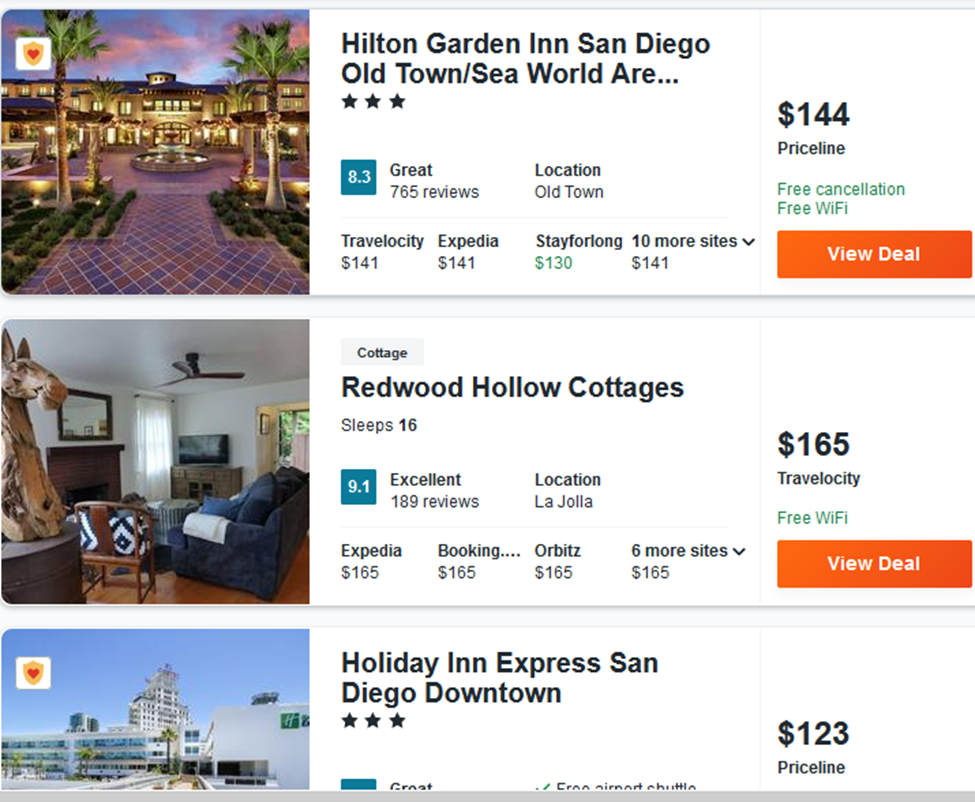 Hilton Garden Inn San Diego
Old Town/Sea World Are...
8.3
Great
765 reviews
Location
Old Town
Travelocity
$141
Expedia
$141
Stayforlong
$130
10 more sites
$141
$144
Priceline
Free cancellation
Free WiFi
View Deal
Cottage
Redwood Hollow Cottages
Sleeps 16
9.1
Excellent
189 reviews
Location
La Jolla
Expedia
$165
Booking....
$165
Orbitz
$165
6 more sites
$165
$165
Travelocity
Free WiFi
View Deal
Holiday Inn Express San
Diego Downtown
Great
Free airport shuttle
$123
Priceline